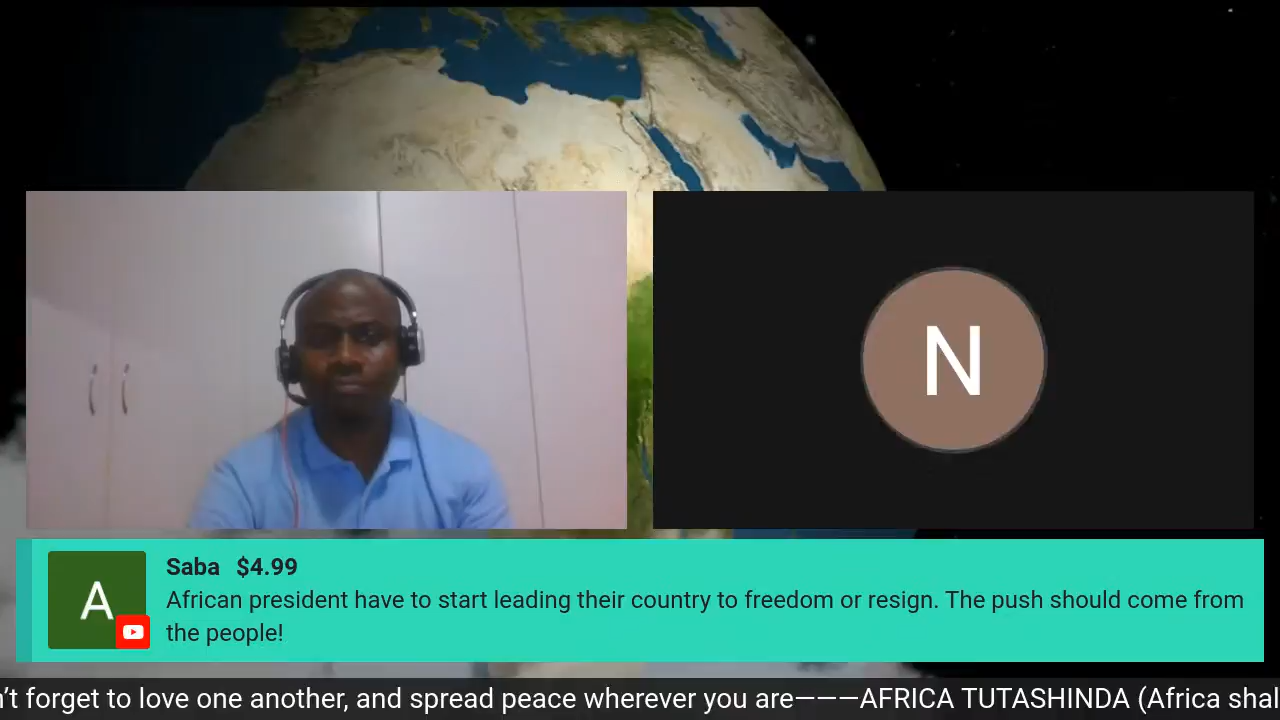 N
A
Saba $4.99
African president have to start leading their country to freedom or resign. The push should come from
the people!
n't forget to love one another, and spread peace wherever you are———AFRICA TUTASHINDA (Africa shal